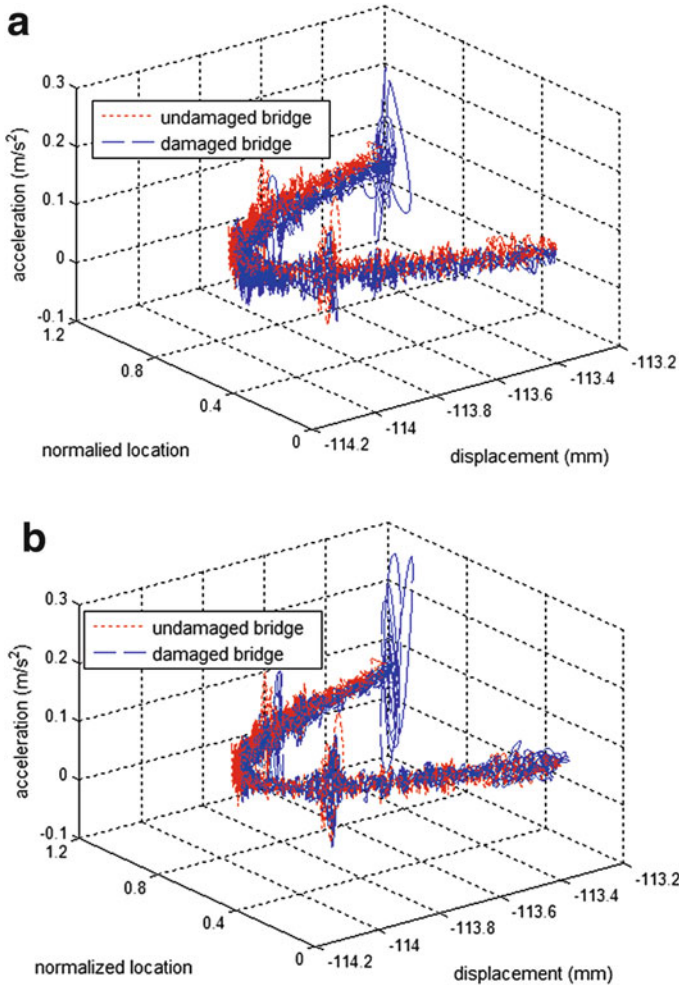 a
0.3
0.2
0.1
0
-0.1
acceleration (m/s²)
undamaged bridge
damaged bridge
1.2
0.8
0.4
0
normalied location
-114.2
-114
-113.8
-113.6
-113.4
-113.2
displacement (mm)
b
0.3
0.2
0.1
0
-0.1
acceleration (m/s²)
undamaged bridge
damaged bridge
1.2
0.8
0.4
0
normalized location
-114.2
-114
-113.8
-113.6
-113.4
-113.2
displacement (mm)